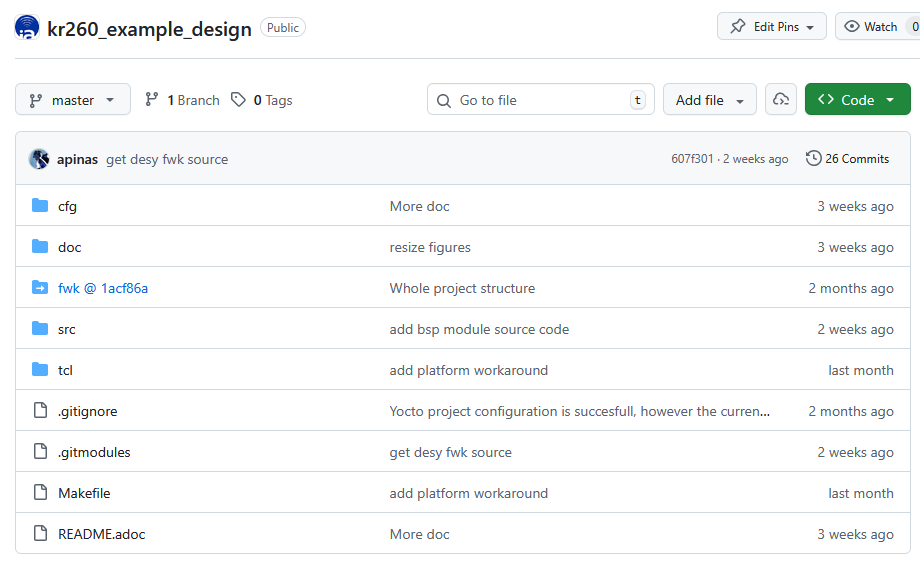 kr260_example_design Public Edit Pins Watch 0
master 1 Branch 0 Tags Go to file t Add file Code
apinas get desy fwk source 607f301 · 2 weeks ago 26 Commits
cfg More doc 3 weeks ago
doc resize figures 3 weeks ago
fwk @ 1acf86a Whole project structure 2 months ago
src add bsp module source code 2 weeks ago
tcl add platform workaround last month
.gitignore Yocto project configuration is succesfull, however the curren... 2 months ago
.gitmodules get desy fwk source 2 weeks ago
Makefile add platform workaround last month
README.adoc More doc 3 weeks ago